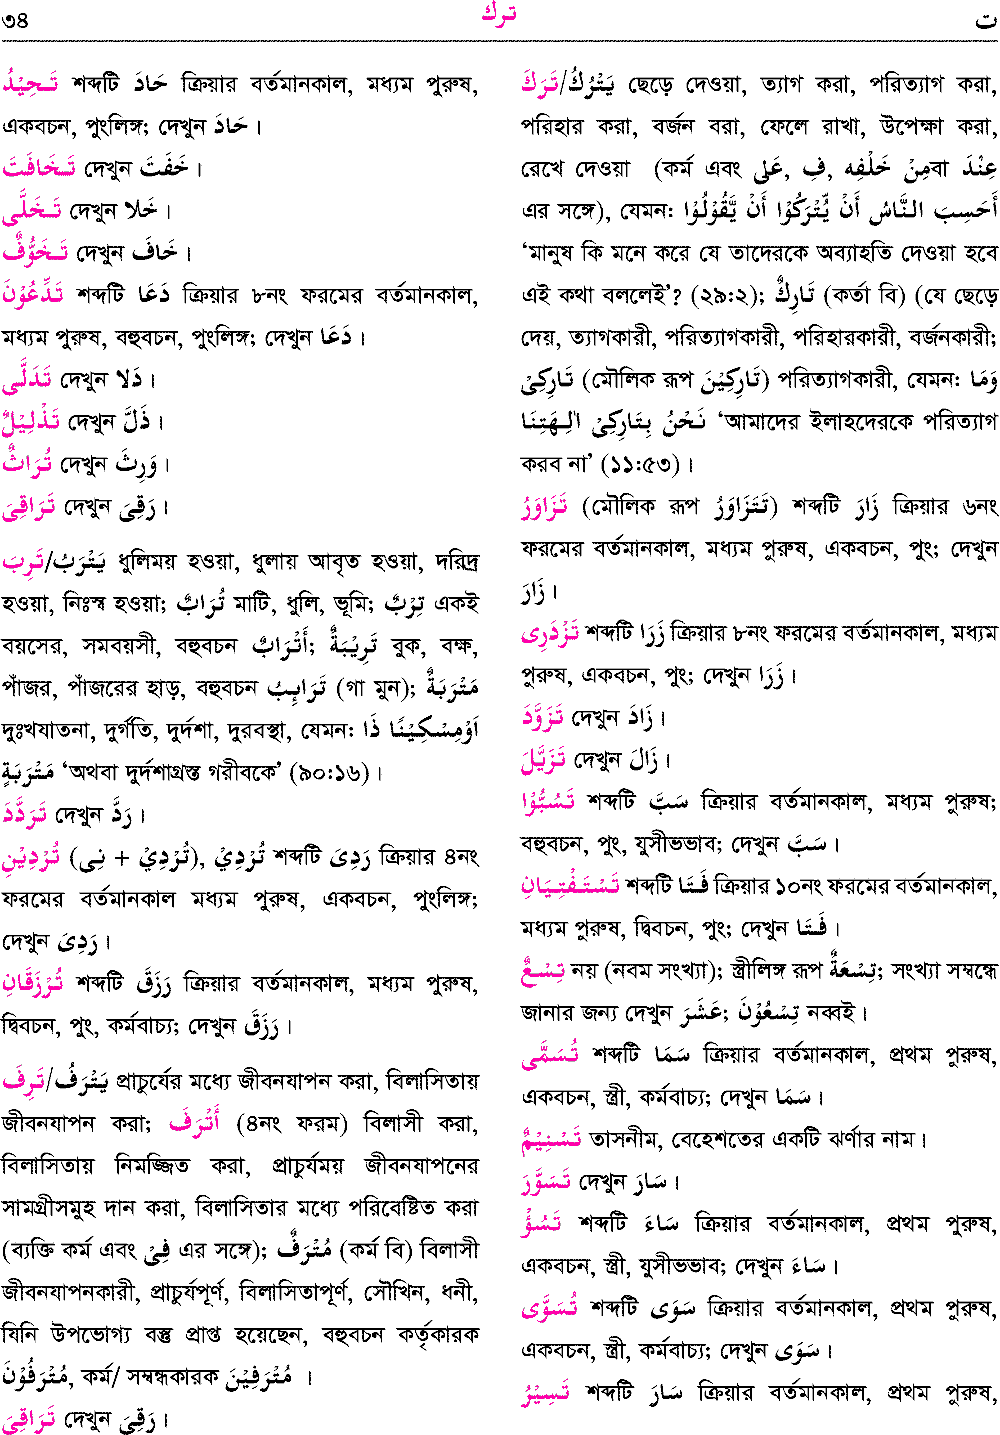 ৩৪ ترك ت
تَـحِيْدُ শব্দটি حَادَ ক্রিয়ার বর্তমানকাল, মধ্যম পুরুষ,
একবচন, পুংলিঙ্গ; দেখুন حَادَ ।
تَـخَافَتَ দেখুন خَفَتَ ।
تَـخَلَّى দেখুন خَلا ।
تَـخَوُّفٌ দেখুন خَافَ ।
تَدَّعُوْنَ শব্দটি دَعَا ক্রিয়ার ৮নং ফরমের বর্তমানকাল,
মধ্যম পুরুষ, বহুবচন, পুংলিঙ্গ; দেখুন دَعَا ।
تَدَلَّى দেখুন دَلا ।
تَذْلِيْلٌ দেখুন ذَلَّ ।
تُرَاثٌ দেখুন وَرِثَ ।
تَرَاقِىَ দেখুন رَقِىَ ।
تَرِبَ/يَتْرَبُ ধুলিময় হওয়া, ধুলায় আবৃত হওয়া, দরিদ্র
হওয়া, নিঃস্ব হওয়া; تُرَابٌ মাটি, ধুলি, ভূমি; تِرْبٌ একই
বয়সের, সমবয়সী, বহুবচন أَتْرَابٌ; تَرِيْبَةٌ বুক, বক্ষ,
পাঁজর, পাঁজরের হাড়, বহুবচন تَرَايِبُ (গা মুন); مَتْرَبَةٌ
দুঃখযাতনা, দুর্গতি, দুর্দশা, দুরবস্থা, যেমন: اَوْمِسْكِيْنًا ذَا
مَتْرَبَةٍ ‘অথবা দুর্দশাগ্রস্ত গরীবকে’ (৯০:১৬)।
تَرَدَّدَ দেখুন رَدَّ ।
تُرْدِيْنِ (تُرْدِيْ + نِى), تُرْدِيْ শব্দটি رَدِىَ ক্রিয়ার ৪নং
ফরমের বর্তমানকাল মধ্যম পুরুষ, একবচন, পুংলিঙ্গ;
দেখুন رَدِىَ ।
تُرْزَقَانِ শব্দটি رَزَقَ ক্রিয়ার বর্তমানকাল, মধ্যম পুরুষ,
দ্বিবচন, পুং, কর্মবাচ্য; দেখুন رَزَقَ ।
تَرِفَ/يَتْرَفُ প্রাচুর্যের মধ্যে জীবনযাপন করা, বিলাসিতায়
জীবনযাপন করা; أَتْرَفَ (৪নং ফরম) বিলাসী করা,
বিলাসিতায় নিমজ্জিত করা, প্রাচুর্যময় জীবনযাপনের
সামগ্রীসমুহ দান করা, বিলাসিতার মধ্যে পরিবেষ্টিত করা
(ব্যক্তি কর্ম এবং فِىْ এর সঙ্গে); مُتْرَفٌ (কর্ম বি) বিলাসী
জীবনযাপনকারী, প্রাচুর্যপূর্ণ, বিলাসিতাপূর্ণ, সৌখিন, ধনী,
যিনি উপভোগ্য বস্তু প্রাপ্ত হয়েছেন, বহুবচন কর্তৃকারক
مُتْرَفُوْنَ, কর্ম/ সম্বন্ধকারক مُتْرَفِيْنَ ।
تَرَاقِىَ দেখুন رَقِىَ ।
تَرَكَ/يَتْرُكُ ছেড়ে দেওয়া, ত্যাগ করা, পরিত্যাগ করা,
পরিহার করা, বর্জন বরা, ফেলে রাখা, উপেক্ষা করা,
রেখে দেওয়া (কর্ম এবং عَلى, فِ, مِنْ خَلْفِهবা عِنْدَ
এর সঙ্গে), যেমন: أَحَسِبَ النَّاسُ أَنْ يُّتْرَكُوْا أَنْ يَّقُوْلُوْا
‘মানুষ কি মনে করে যে তাদেরকে অব্যাহতি দেওয়া হবে
এই কথা বললেই’? (২৯:২); تَارِكٌ (কর্তা বি) (যে ছেড়ে
দেয়, ত্যাগকারী, পরিত্যাগকারী, পরিহারকারী, বর্জনকারী;
تَارِكِىْ (মৌলিক রূপ تَارِكِيْنَ) পরিত্যাগকারী, যেমন: وَمَا
نَحْنُ بِتَارِكِىْ الِـهَتِنَا ‘আমাদের ইলাহদেরকে পরিত্যাগ
করব না’ (১১:৫৩)।
تَزَاوَرُ (মৌলিক রূপ تَتَزَاوَرُ) শব্দটি زَارَ ক্রিয়ার ৬নং
ফরমের বর্তমানকাল, মধ্যম পুরুষ, একবচন, পুং; দেখুন
زَارَ ।
تَزْدَرِى শব্দটি زَرَا ক্রিয়ার ৮নং ফরমের বর্তমানকাল, মধ্যম
পুরুষ, একবচন, পুং; দেখুন زَرَا ।
تَزَوَّدَ দেখুন زَادَ ।
تَزَيَّلَ দেখুন زَالَ ।
تَسُبُّوْا শব্দটি سَبَّ ক্রিয়ার বর্তমানকাল, মধ্যম পুরুষ;
বহুবচন, পুং, যুসীভভাব; দেখুন سَبَّ ।
تَسْتَفْتِيَانِ শব্দটি فَتَا ক্রিয়ার ১০নং ফরমের বর্তমানকাল,
মধ্যম পুরুষ, দ্বিবচন, পুং; দেখুন فَتَا ।
تِسْعٌ নয় (নবম সংখ্যা); স্ত্রীলিঙ্গ রূপ تِسْعَةٌ; সংখ্যা সম্বন্ধে
জানার জন্য দেখুন عَشَرَ; تِسْعُوْنَ নব্বই।
تُسَمَّى শব্দটি سَمَا ক্রিয়ার বর্তমানকাল, প্রথম পুরুষ,
একবচন, স্ত্রী, কর্মবাচ্য; দেখুন سَمَا ।
تَسْنِيْمٌ তাসনীম, বেহেশতের একটি ঝর্ণার নাম।
تَسَوَّرَ দেখুন سَارَ ।
تَسُؤْ শব্দটি سَاءَ ক্রিয়ার বর্তমানকাল, প্রথম পুরুষ,
একবচন, স্ত্রী, যুসীভভাব; দেখুন سَاءَ ।
تُسَوَّى শব্দটি سَوَى ক্রিয়ার বর্তমানকাল, প্রথম পুরুষ,
একবচন, স্ত্রী, কর্মবাচ্য; দেখুন سَوَى ।
تَسِيْرُ শব্দটি سَارَ ক্রিয়ার বর্তমানকাল, প্রথম পুরুষ,